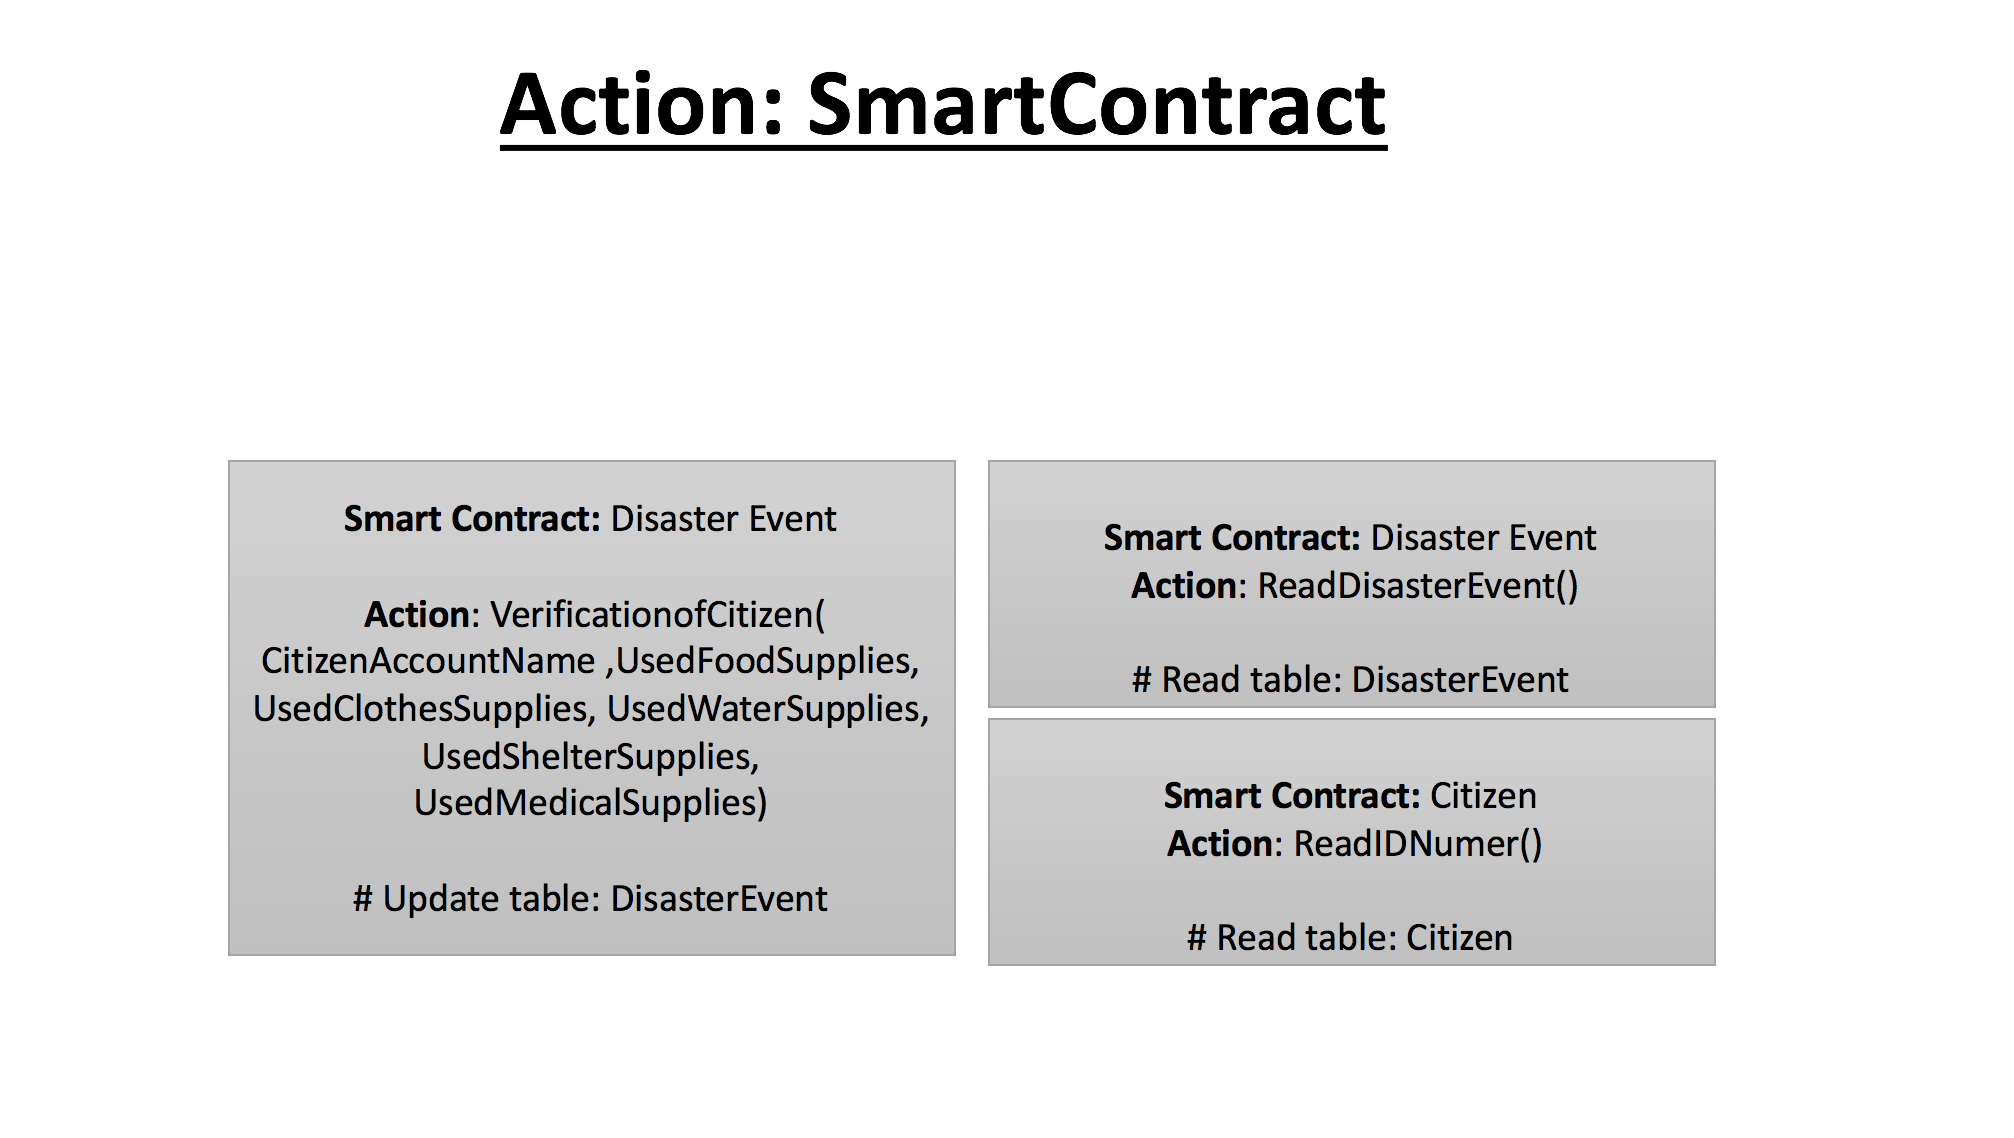 Action: SmartContract
Smart Contract: Disaster Event
Action: VerificationofCitizen(
CitizenAccountName ,UsedFoodSupplies,
UsedClothesSupplies, UsedWaterSupplies,
UsedShelterSupplies,
UsedMedicalSupplies)
# Update table: DisasterEvent
Smart Contract: Disaster Event
Action: ReadDisasterEvent()
# Read table: DisasterEvent
Smart Contract: Citizen
Action: ReadIDNumer()
# Read table: Citizen